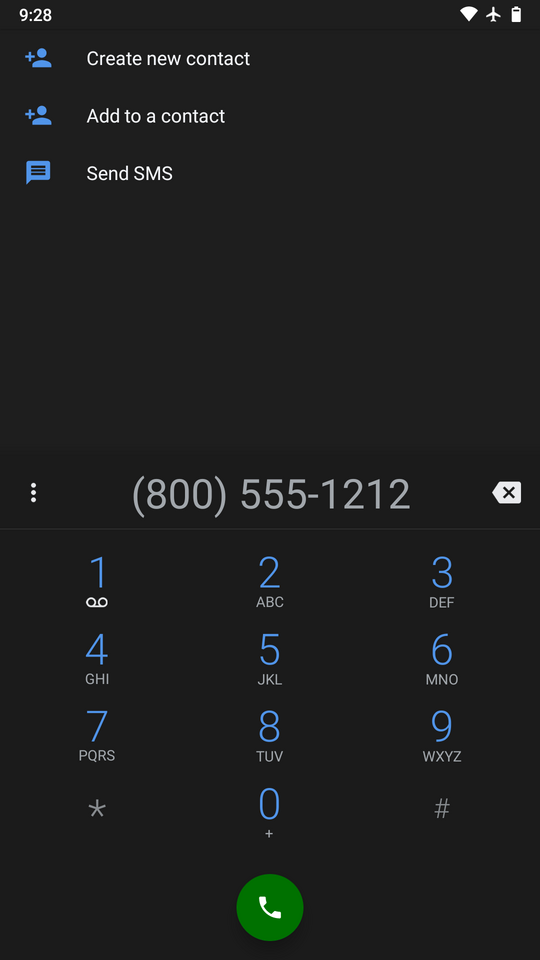 9:28
Create new contact
Add to a contact
Send SMS
(800) 555-1212
1 2 3
ABC DEF
4 5 6
GHI JKL MNO
7 8 9
PQRS TUV WXYZ
* 0 #
+